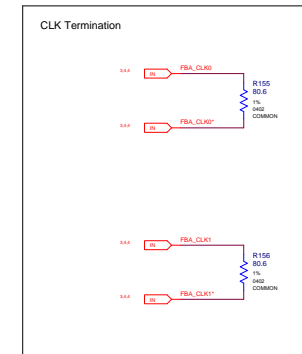 CLK Termination
3,4,4 IN FBA_CLK0
R155
80.6
1%
0402
COMMON
3,4,4 IN FBA_CLK0*
3,4,4 IN FBA_CLK1
R156
80.6
1%
0402
COMMON
3,4,4 IN FBA_CLK1*